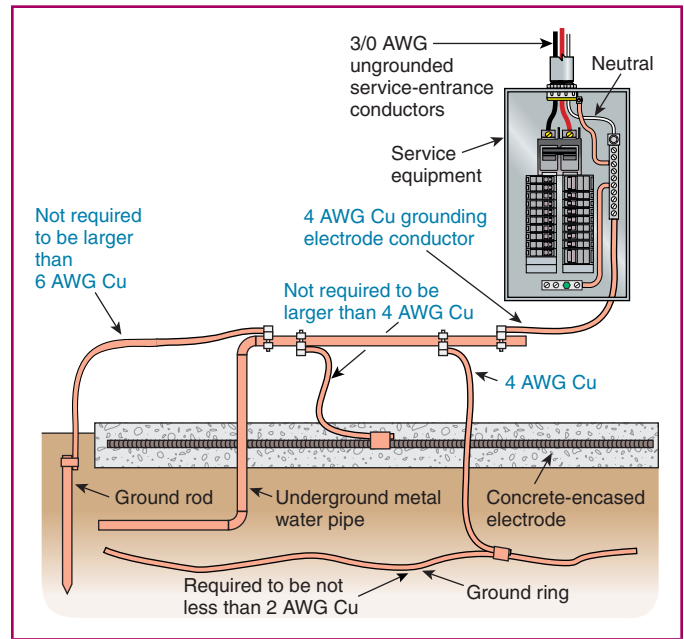 3/0 AWG
ungrounded
service-entrance
conductors
Neutral
Service
equipment
Not required
to be larger
than
6 AWG Cu
4 AWG Cu grounding
electrode conductor
Not required to be
larger than 4 AWG Cu
4 AWG Cu
Ground rod
Underground metal
water pipe
Concrete-encased
electrode
Required to be not
less than 2 AWG Cu
Ground ring